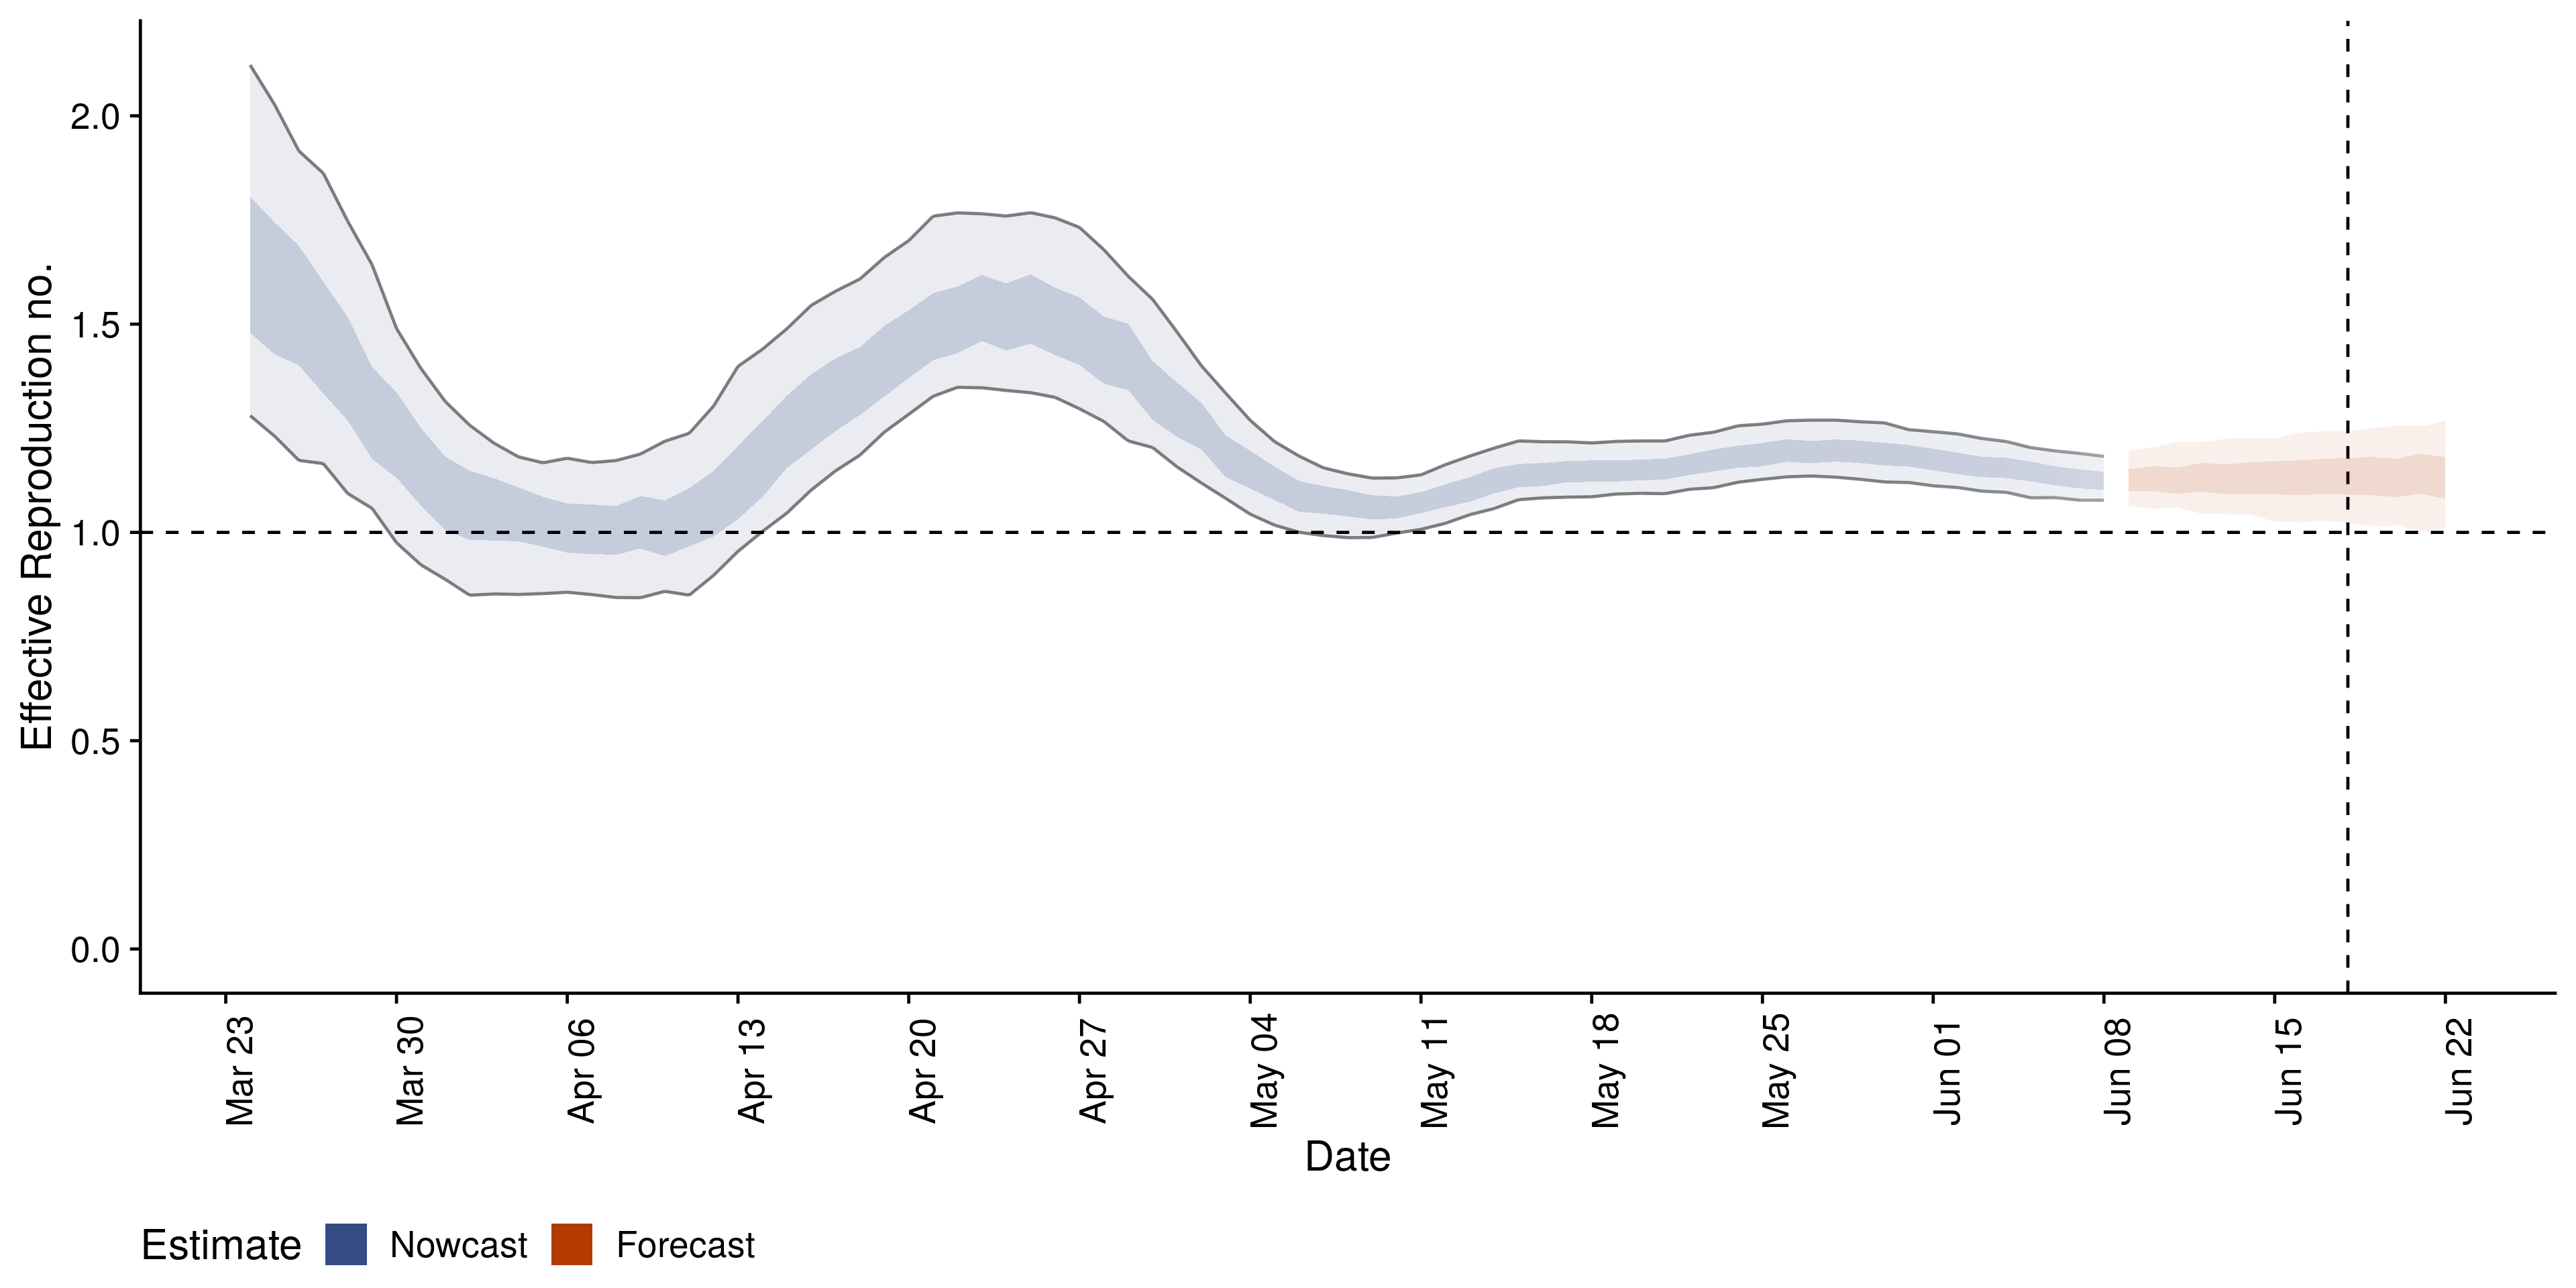 Effective Reproduction no.
2.0
1.5
1.0
0.5
0.0
Mar 23
Mar 30
Apr 06
Apr 13
Apr 20
Apr 27
May 04
May 11
May 18
May 25
Jun 01
Jun 08
Jun 15
Jun 22
Date
Estimate Nowcast Forecast